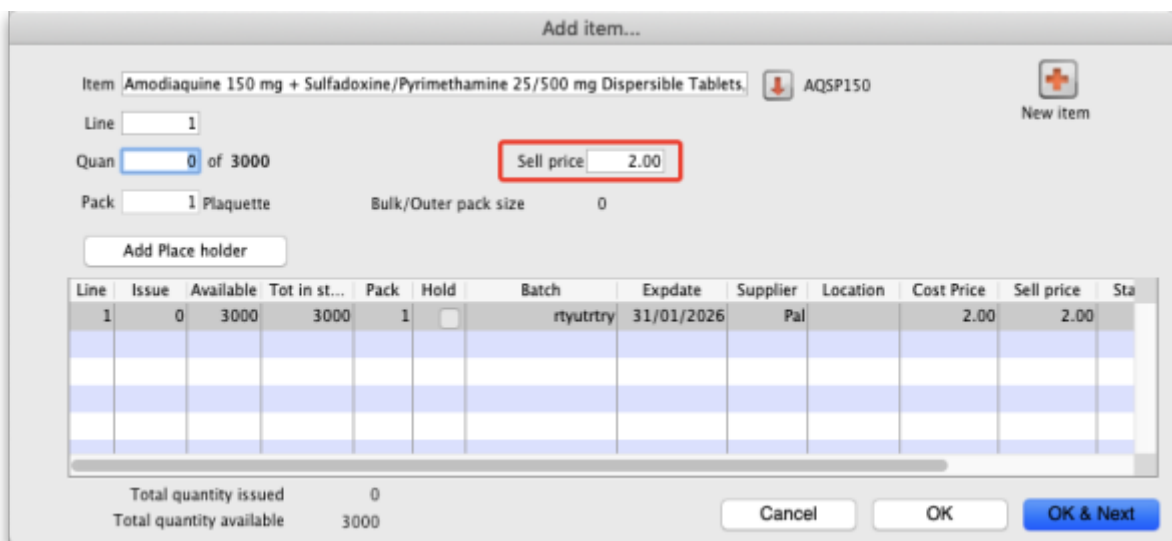 Add item...
Item Amodiaquine 150 mg + Sulfadoxine/Pyrimethamine 25/500 mg Dispersible Tablets, AQSP150
New item
Line 1
Quan 0 of 3000 Sell price 2.00
Pack 1 Plaquette Bulk/Outer pack size 0
Add Place holder
Line Issue Available Tot in st... Pack Hold Batch Expdate Supplier Location Cost Price Sell price Sta
1 0 3000 3000 1 rtyutrtry 31/01/2026 Pal 2.00 2.00
Total quantity issued 0
Total quantity available 3000
Cancel OK OK & Next